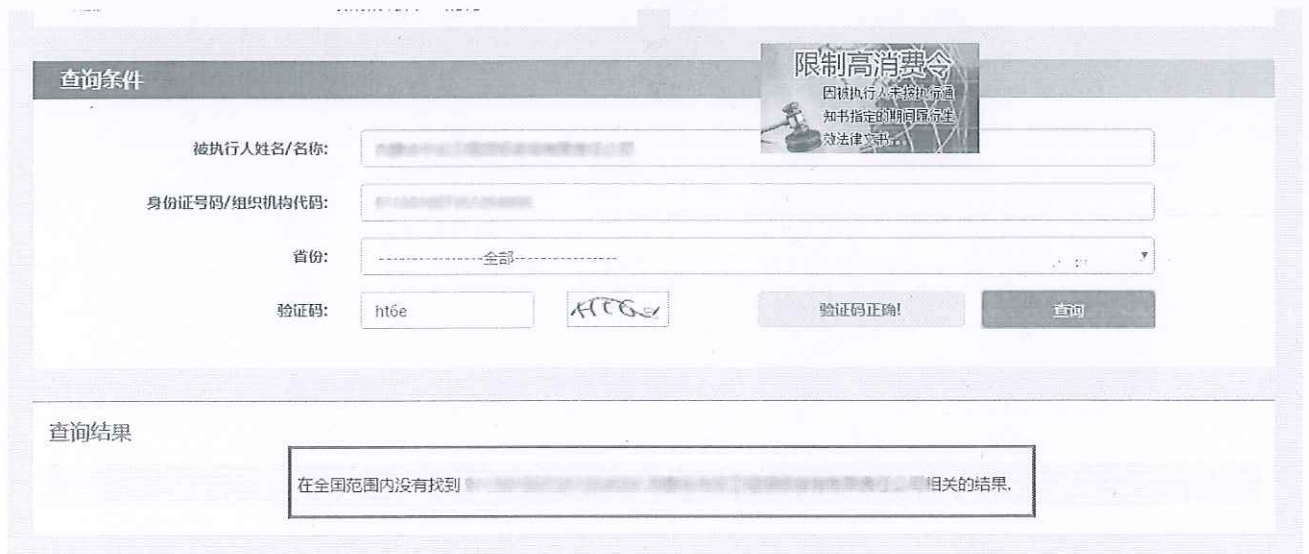 查询条件
限制高消费令
因被执行人未按执行通
知书指定的期间履行生
效法律文书...
被执行人姓名/名称:
身份证号码/组织机构代码:
省份:
-----------------全部-----------------
验证码:
ht6e
HT6e
验证码正确!
查询
查询结果
在全国范围内没有找到
相关的结果.